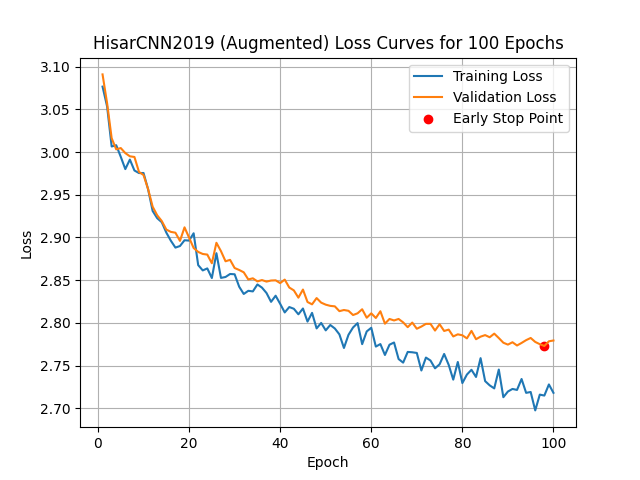 HisarCNN2019 (Augmented) Loss Curves for 100 Epochs
Training Loss
Validation Loss
Early Stop Point
Loss
3.10
3.05
3.00
2.95
2.90
2.85
2.80
2.75
2.70
0 20 40 60 80 100
Epoch